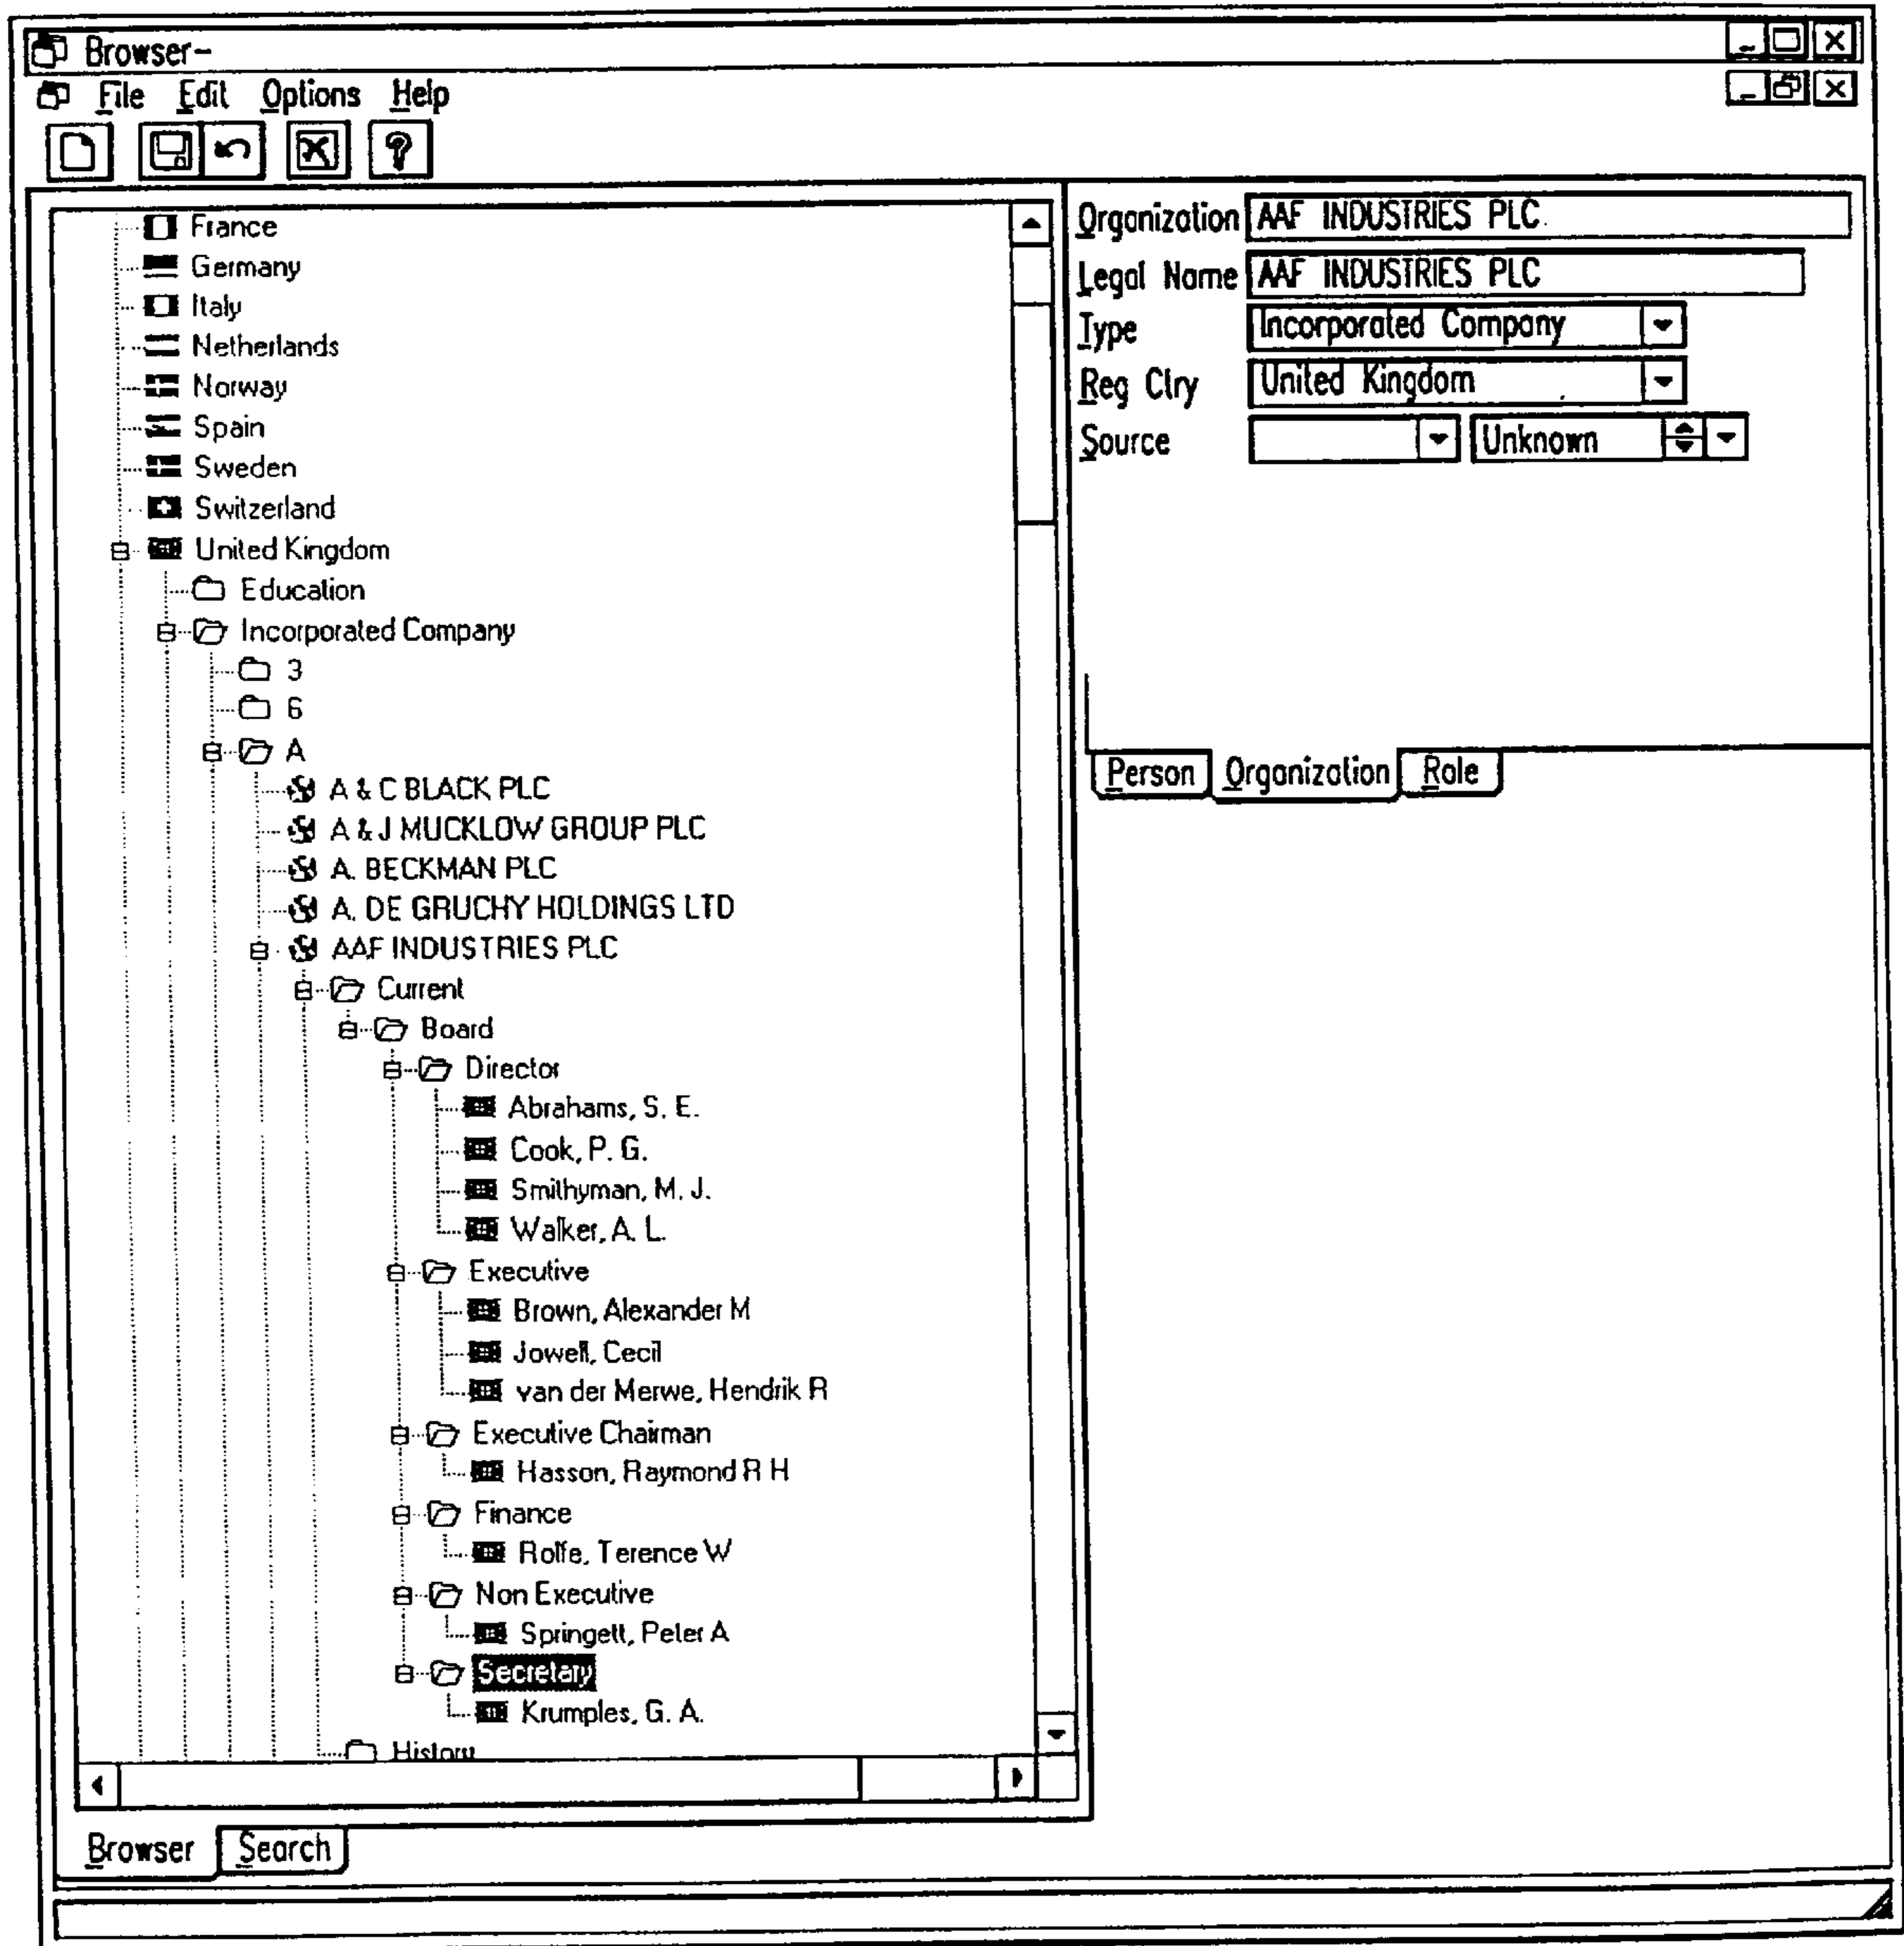 Browser-
File Edit Options Help
France
Germany
Italy
Netherlands
Norway
Spain
Sweden
Switzerland
United Kingdom
Education
Incorporated Company
3
6
A
A & C BLACK PLC
A & J MUCKLOW GROUP PLC
A. BECKMAN PLC
A. DE GRUCHY HOLDINGS LTD
AAF INDUSTRIES PLC
Current
Board
Director
Abrahams, S. E.
Cook, P. G.
Smithyman, M. J.
Walker, A. L.
Executive
Brown, Alexander M
Jowell, Cecil
van der Merwe, Hendrik R
Executive Chairman
Hasson, Raymond R H
Finance
Rolfe, Terence W
Non Executive
Springett, Peter A
Secretary
Krumples, G. A.
History
Browser Search
Organization AAF INDUSTRIES PLC
Legal Name AAF INDUSTRIES PLC
Type Incorporated Company
Reg Ctry United Kingdom
Source Unknown
Person Organization Role